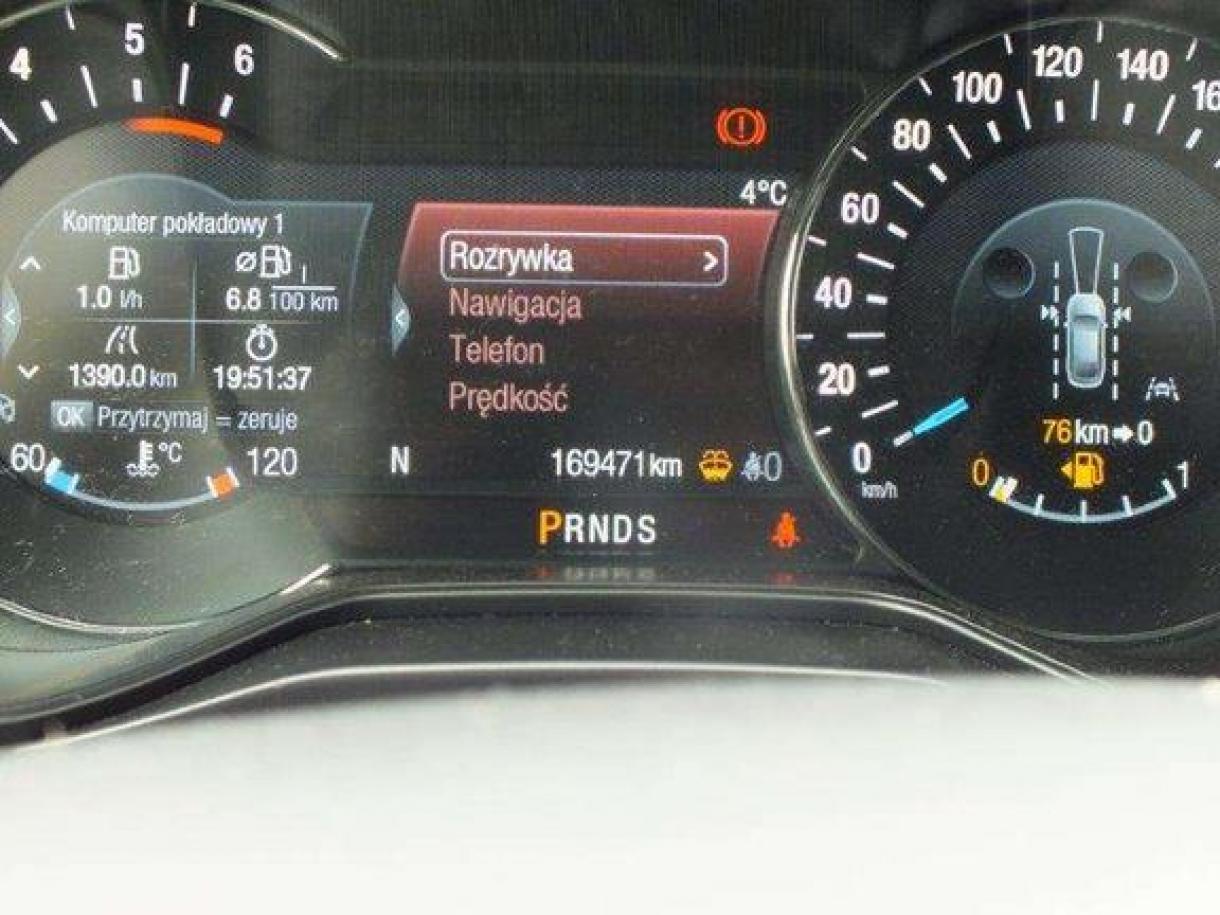 4 5 6
Komputer pokładowy 1
1.0 l/h
6.8 100 km
1390.0 km
19:51:37
OK Przytrzymaj = zeruje
60 °C 120
4°C
Rozrywka >
Nawigacja
Telefon
Prędkość
N 169471km 0
PRNDS
0 20 40 60 80 100 120 140
km/h
76 km 0
0 1